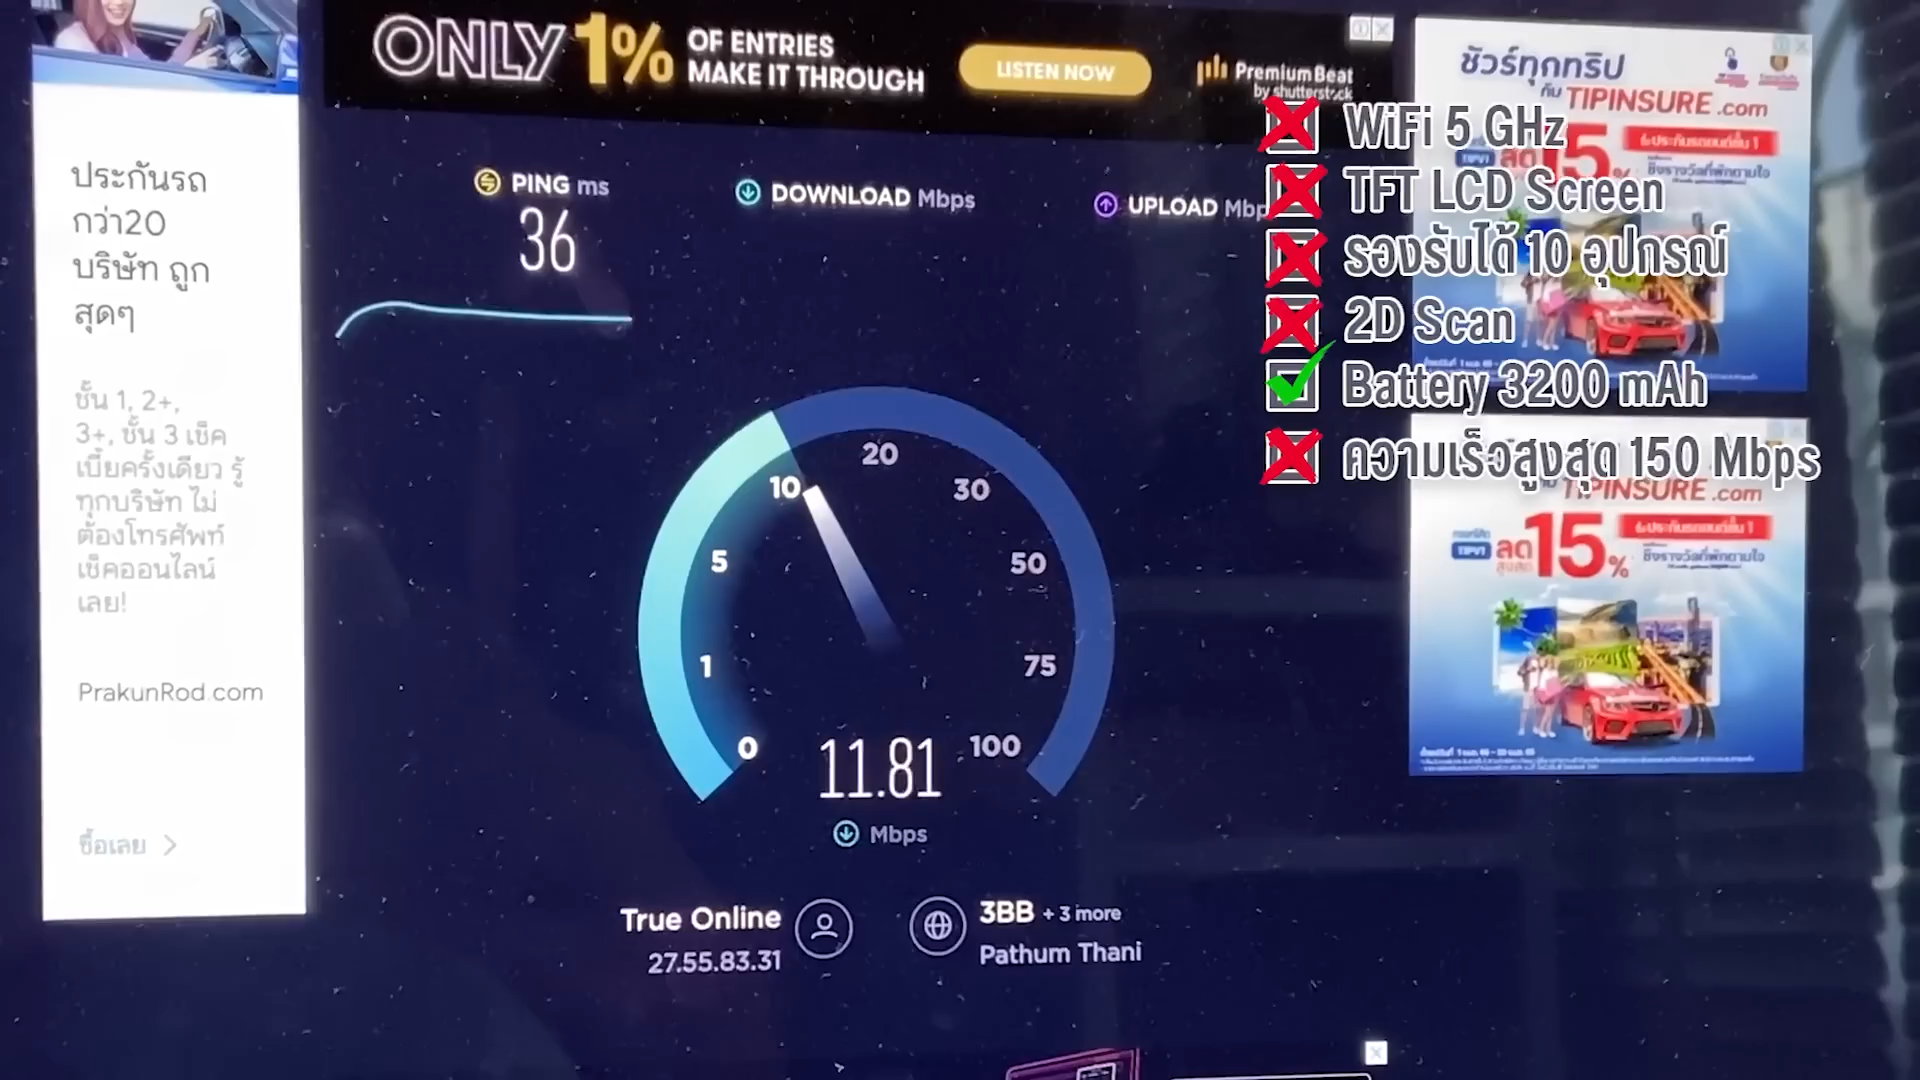 ONLY 1% OF ENTRIES
MAKE IT THROUGH
LISTEN NOW
PremiumBeat
by shutterstock
ชัวร์ทุกทริป
กับ TIPINSURE.com
WiFi 5 GHz
TFT LCD Screen
รองรับได้ 10 อุปกรณ์
2D Scan
Battery 3200 mAh
ความเร็วสูงสุด 150 Mbps
ประกันรถ
กว่า20
บริษัท ถูก
สุดๆ
ชั้น 1, 2+,
3+, ชั้น 3 เช็ค
เบี้ยครั้งเดียว รู้
ทุกบริษัท ไม่
ต้องโทรศัพท์
เช็คออนไลน์
เลย!
PrakunRod.com
ซื้อเลย
PING ms
36
DOWNLOAD Mbps
UPLOAD Mbp
0
1
5
10
20
30
50
75
100
11.81
Mbps
True Online
27.55.83.31
3BB + 3 more
Pathum Thani
TIPINSURE.com
TIPV1
ลด 15%